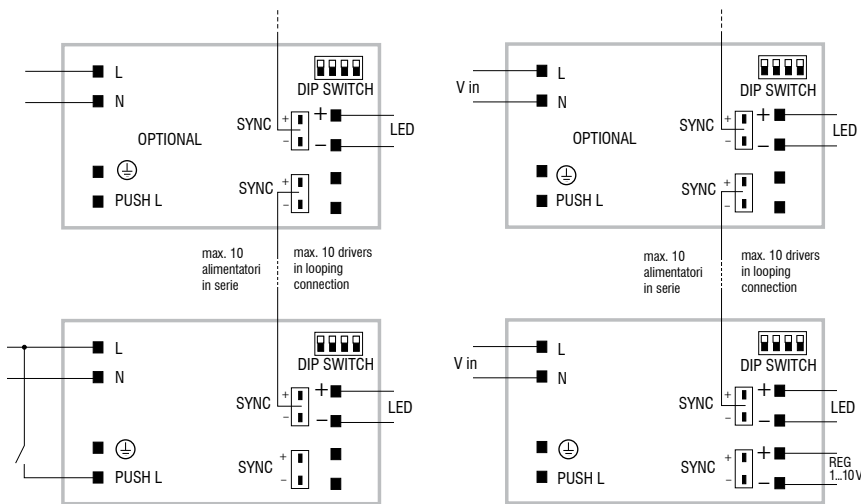 L
DIP SWITCH
N
SYNC
+
−
+
−
LED
OPTIONAL
SYNC
+
−
PUSH L
V in
L
DIP SWITCH
N
SYNC
+
−
+
−
LED
SYNC
+
−
PUSH L
max. 10
alimentatori
in serie
max. 10 drivers
in looping
connection
max. 10
alimentatori
in serie
max. 10 drivers
in looping
connection
L
DIP SWITCH
N
SYNC
+
−
+
−
LED
SYNC
+
−
PUSH L
V in
L
DIP SWITCH
N
SYNC
+
−
+
−
LED
SYNC
+
−
+
−
REG
1...10V
PUSH L